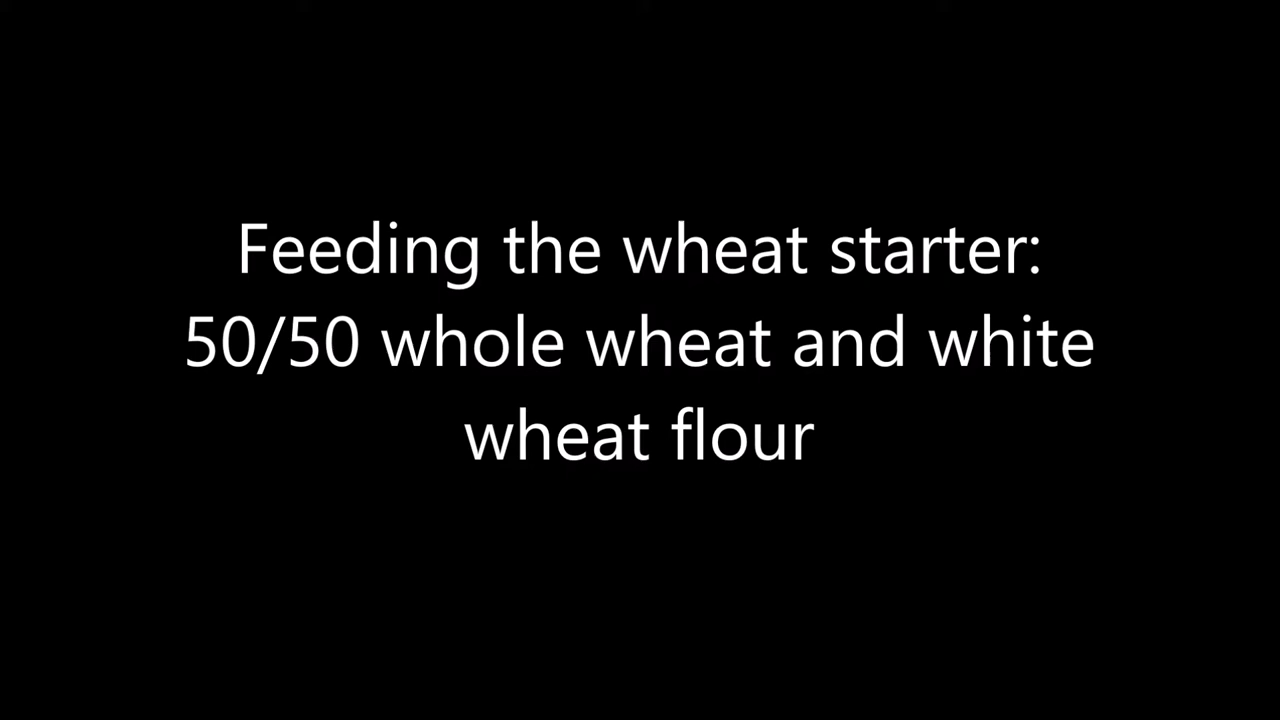 Feeding the wheat starter:
50/50 whole wheat and white
wheat flour